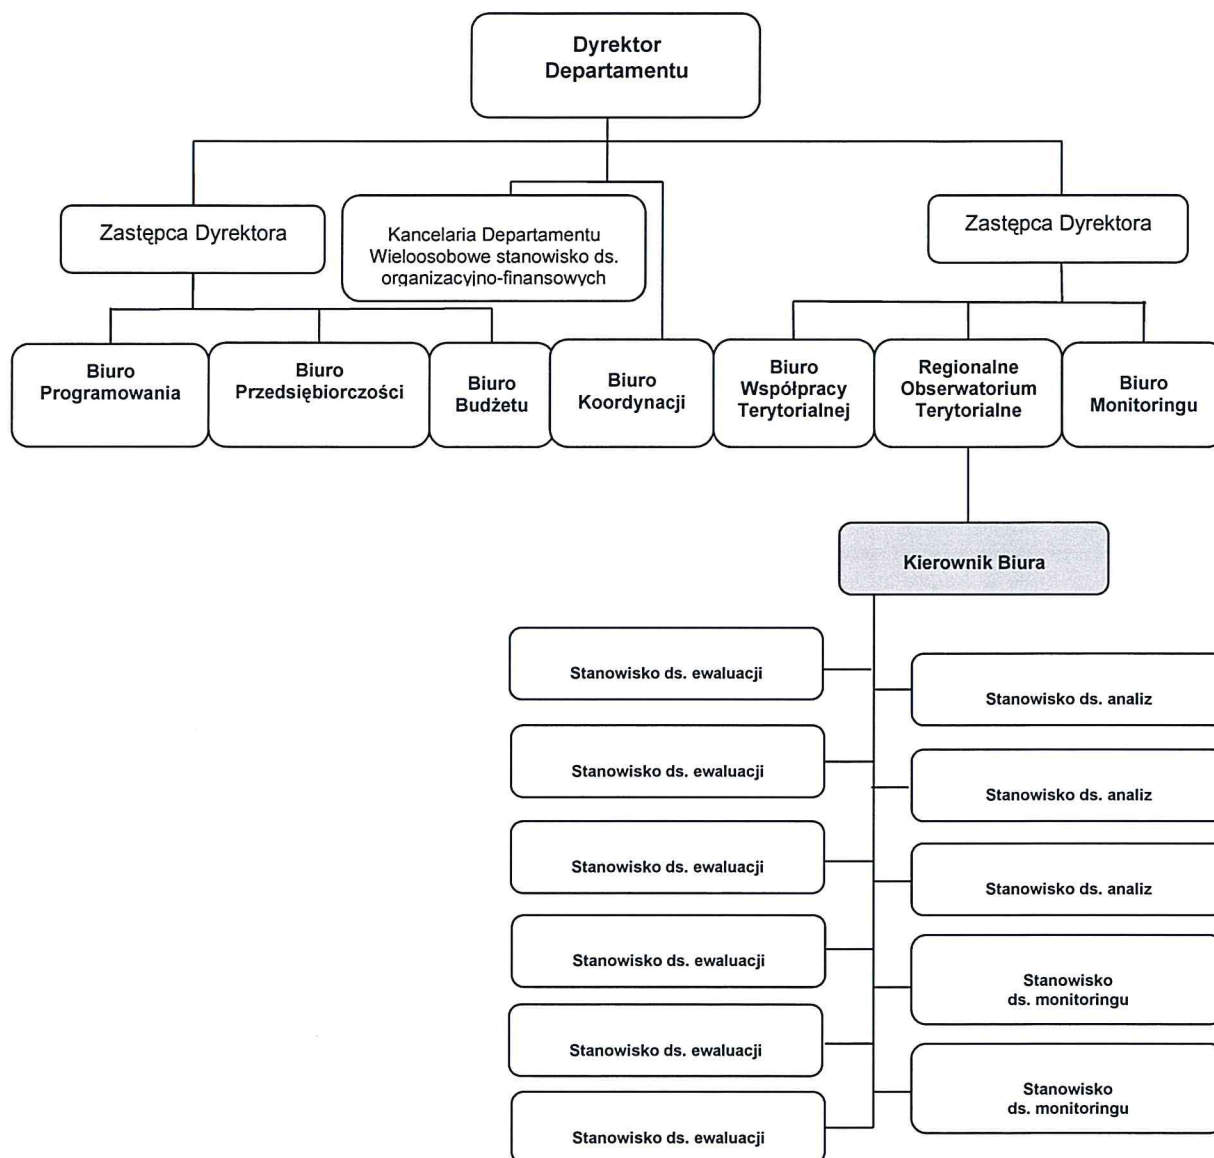 Dyrektor
Departamentu
Zastępca Dyrektora
Kancelaria Departamentu
Wieloosobowe stanowisko ds.
organizacyjno-finansowych
Zastępca Dyrektora
Biuro
Programowania
Biuro
Przedsiębiorczości
Biuro
Budżetu
Biuro
Koordynacji
Biuro
Współpracy
Terytorialnej
Regionalne
Obserwatorium
Terytorialne
Biuro
Monitoringu
Kierownik Biura
Stanowisko ds. ewaluacji
Stanowisko ds. analiz
Stanowisko ds. ewaluacji
Stanowisko ds. analiz
Stanowisko ds. ewaluacji
Stanowisko ds. analiz
Stanowisko ds. ewaluacji
Stanowisko
ds. monitoringu
Stanowisko ds. ewaluacji
Stanowisko
ds. monitoringu
Stanowisko ds. ewaluacji